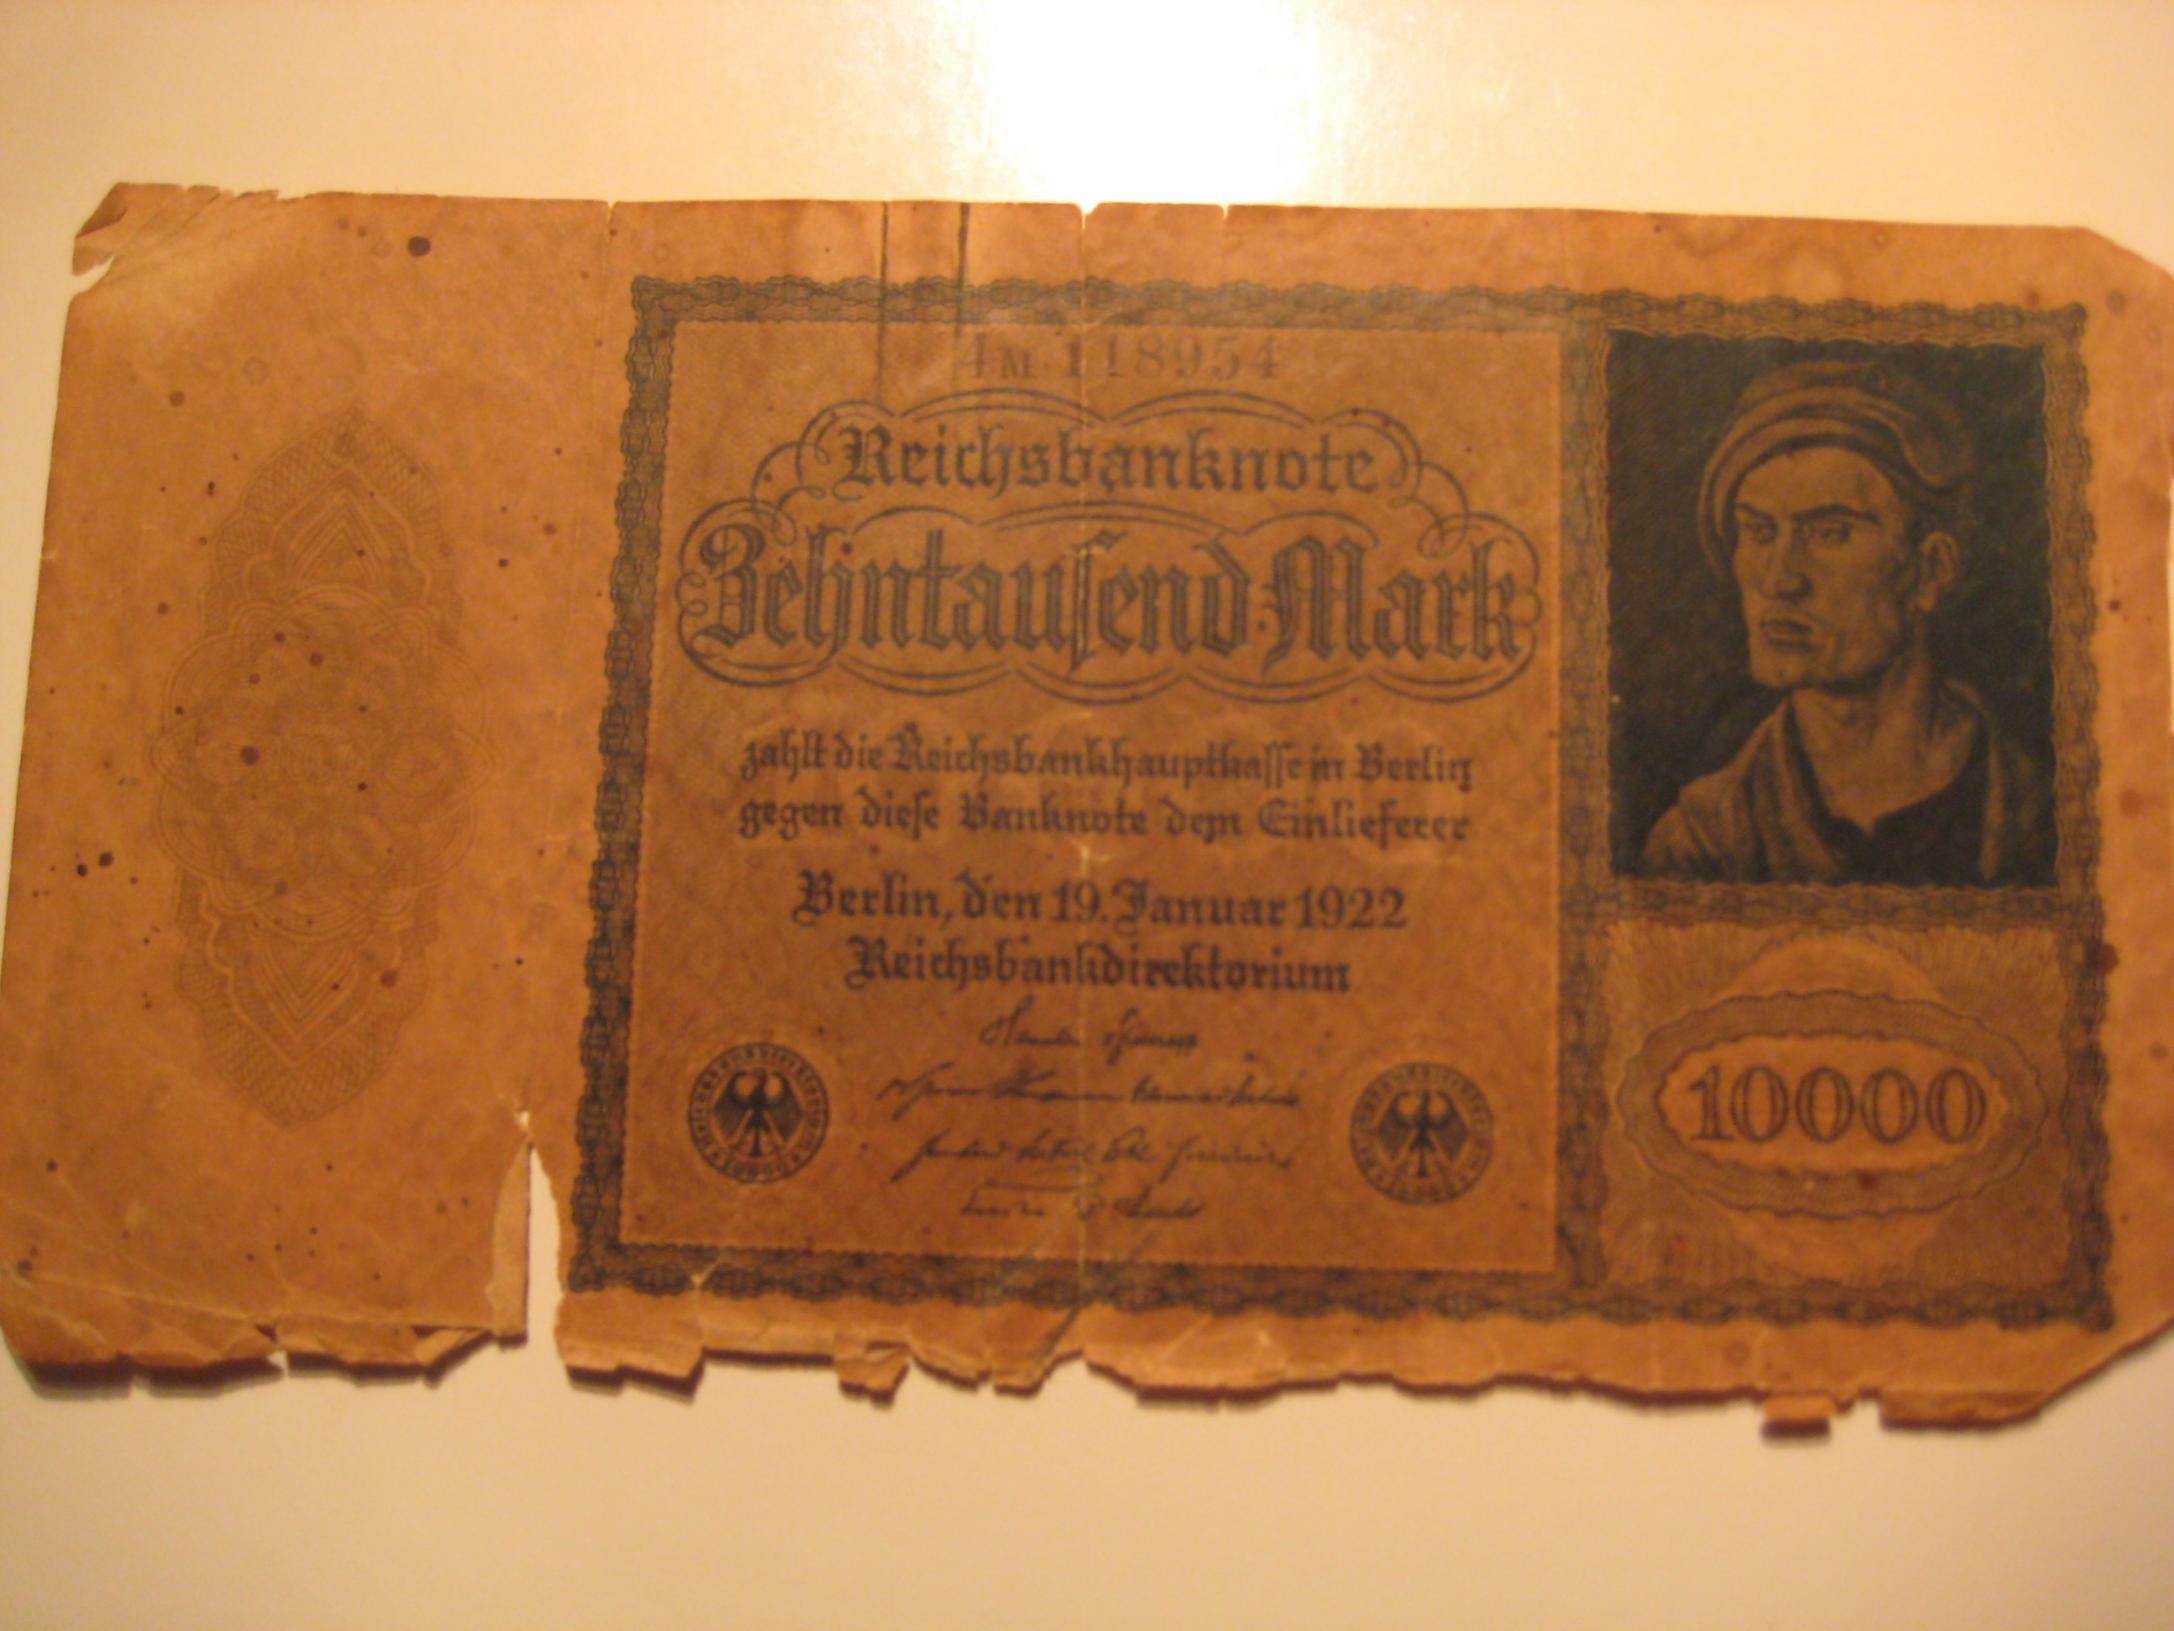 4M·118954
Reichsbanknote
Zehntausend Mark
zahlt die Reichsbankhauptkasse in Berlin
gegen diese Banknote dem Einlieferer
Berlin, den 19. Januar 1922
Reichsbankdirektorium
10000